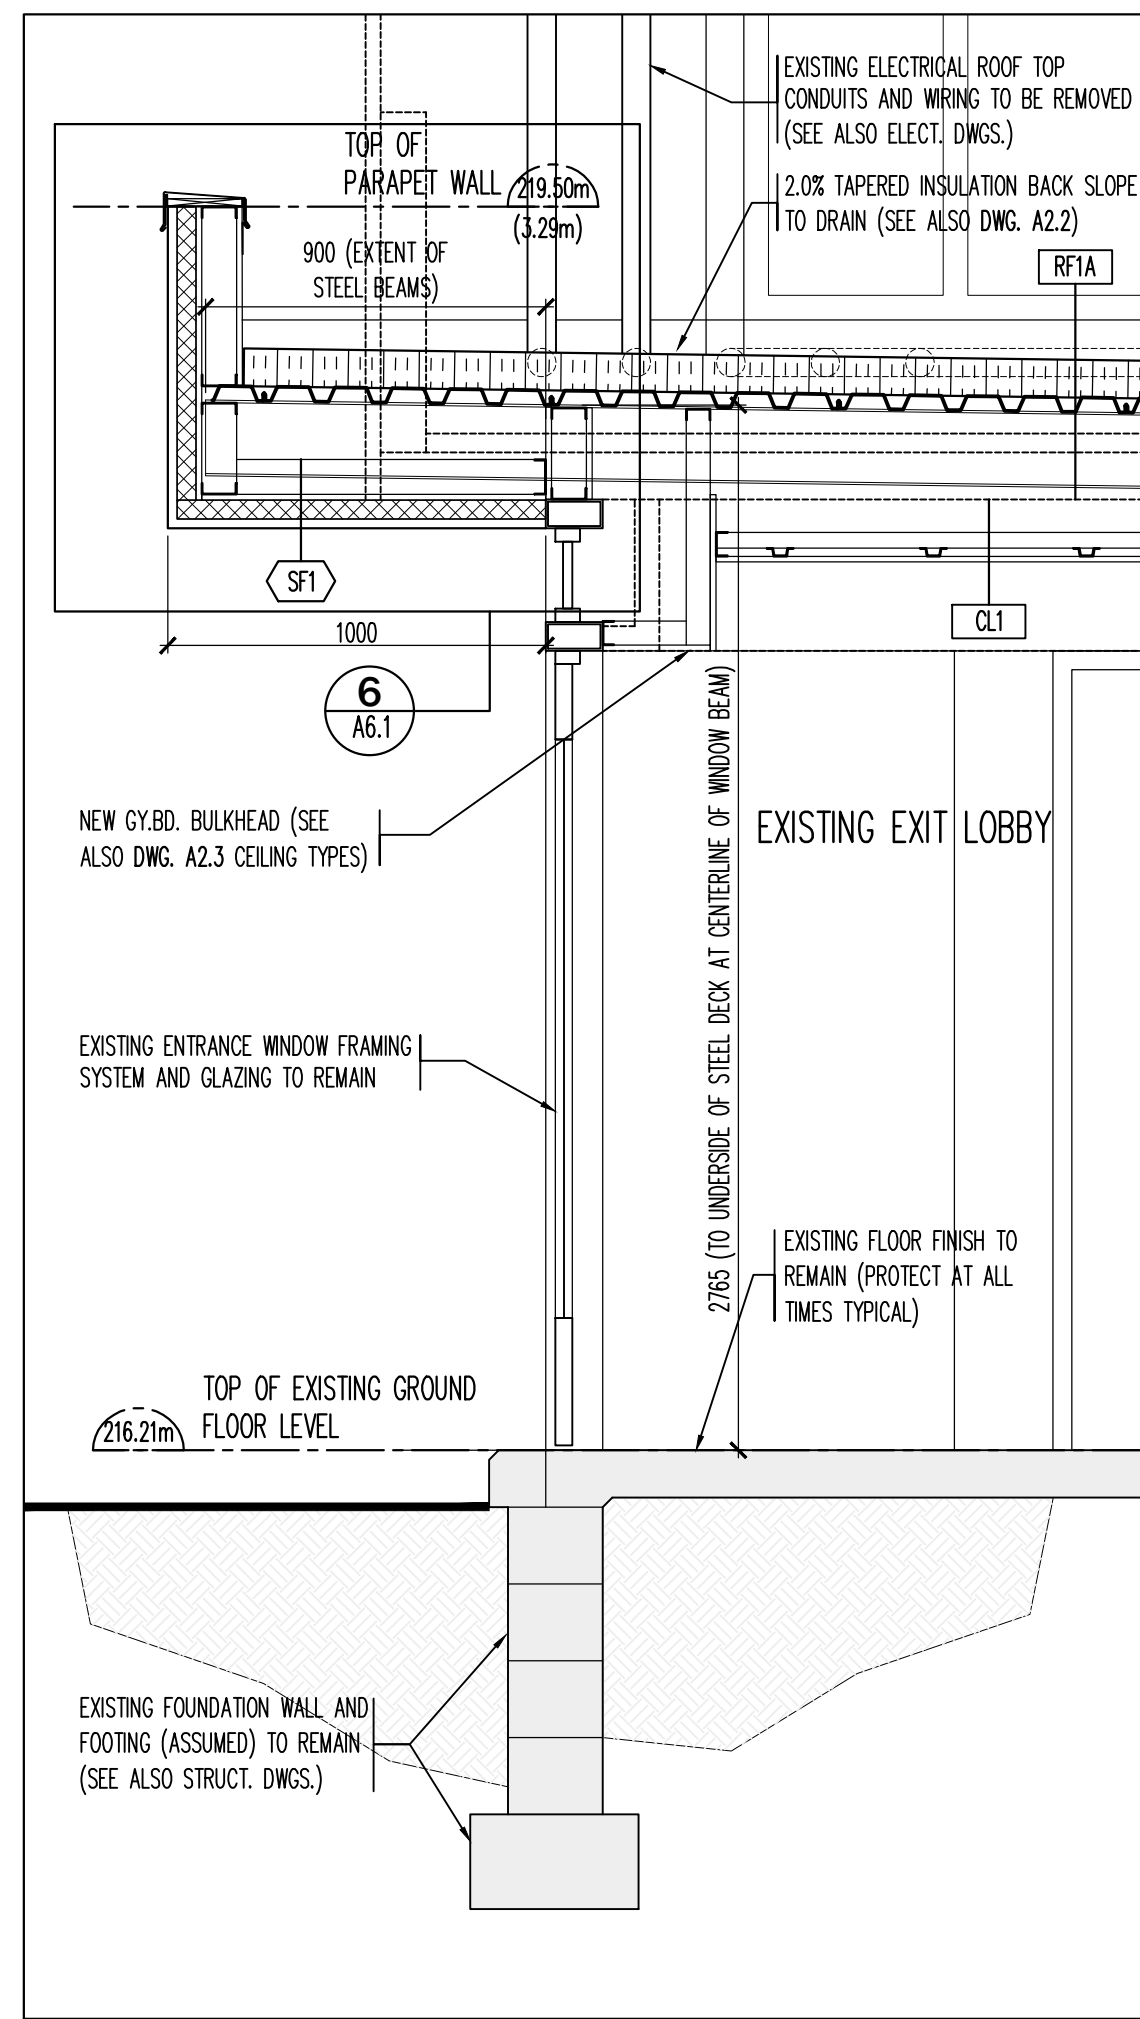 EXISTING ELECTRICAL ROOF TOP
CONDUITS AND WIRING TO BE REMOVED
(SEE ALSO ELECT. DWGS.)
TOP OF
PARAPET WALL
219.50m
(3.29m)
2.0% TAPERED INSULATION BACK SLOPE
TO DRAIN (SEE ALSO DWG. A2.2)
900 (EXTENT OF
STEEL BEAMS)
RF1A
SF1
CL1
1000
6
A6.1
NEW GY.BD. BULKHEAD (SEE
ALSO DWG. A2.3 CEILING TYPES)
2765 (TO UNDERSIDE OF STEEL DECK AT CENTERLINE OF WINDOW BEAM)
EXISTING EXIT LOBBY
EXISTING ENTRANCE WINDOW FRAMING
SYSTEM AND GLAZING TO REMAIN
EXISTING FLOOR FINISH TO
REMAIN (PROTECT AT ALL
TIMES TYPICAL)
TOP OF EXISTING GROUND
FLOOR LEVEL
216.21m
EXISTING FOUNDATION WALL AND
FOOTING (ASSUMED) TO REMAIN
(SEE ALSO STRUCT. DWGS.)